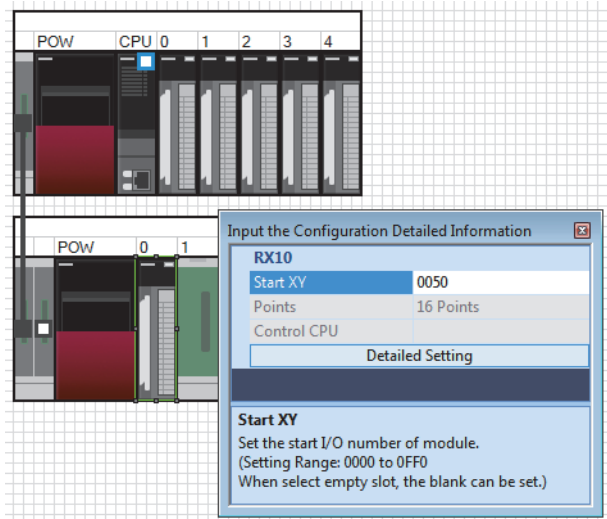 POW CPU 0 1 2 3 4
POW 0 1
Input the Configuration Detailed Information
RX10
Start XY 0050
Points 16 Points
Control CPU
Detailed Setting
Start XY
Set the start I/O number of module.
(Setting Range: 0000 to 0FF0
When select empty slot, the blank can be set.)